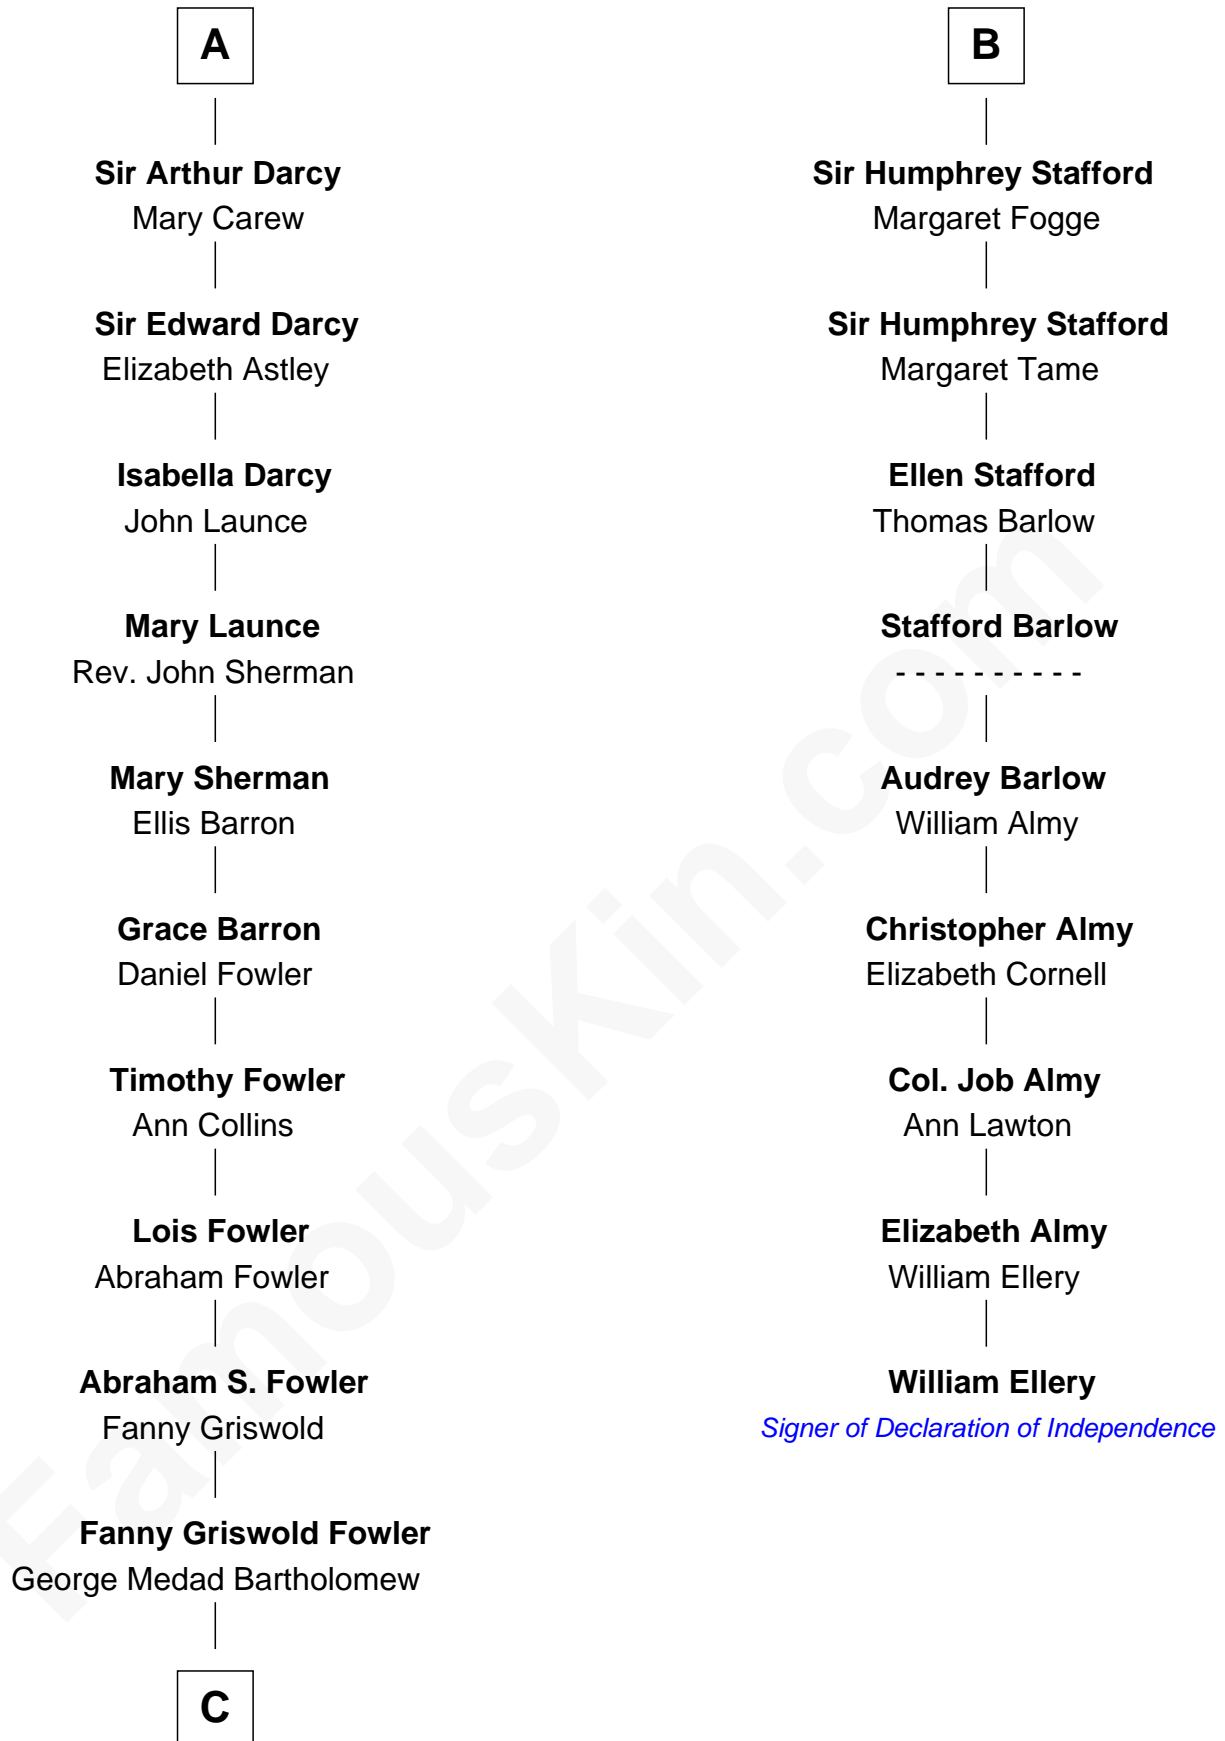 A
Sir Arthur Darcy
Mary Carew
Sir Edward Darcy
Elizabeth Astley
Isabella Darcy
John Launce
Mary Launce
Rev. John Sherman
Mary Sherman
Ellis Barron
Grace Barron
Daniel Fowler
Timothy Fowler
Ann Collins
Lois Fowler
Abraham Fowler
Abraham S. Fowler
Fanny Griswold
Fanny Griswold Fowler
George Medad Bartholomew
C
B
Sir Humphrey Stafford
Margaret Fogge
Sir Humphrey Stafford
Margaret Tame
Ellen Stafford
Thomas Barlow
Stafford Barlow
- - - - - - - - - -
Audrey Barlow
William Almy
Christopher Almy
Elizabeth Cornell
Col. Job Almy
Ann Lawton
Elizabeth Almy
William Ellery
William Ellery
Signer of Declaration of Independence
FamousKin.com